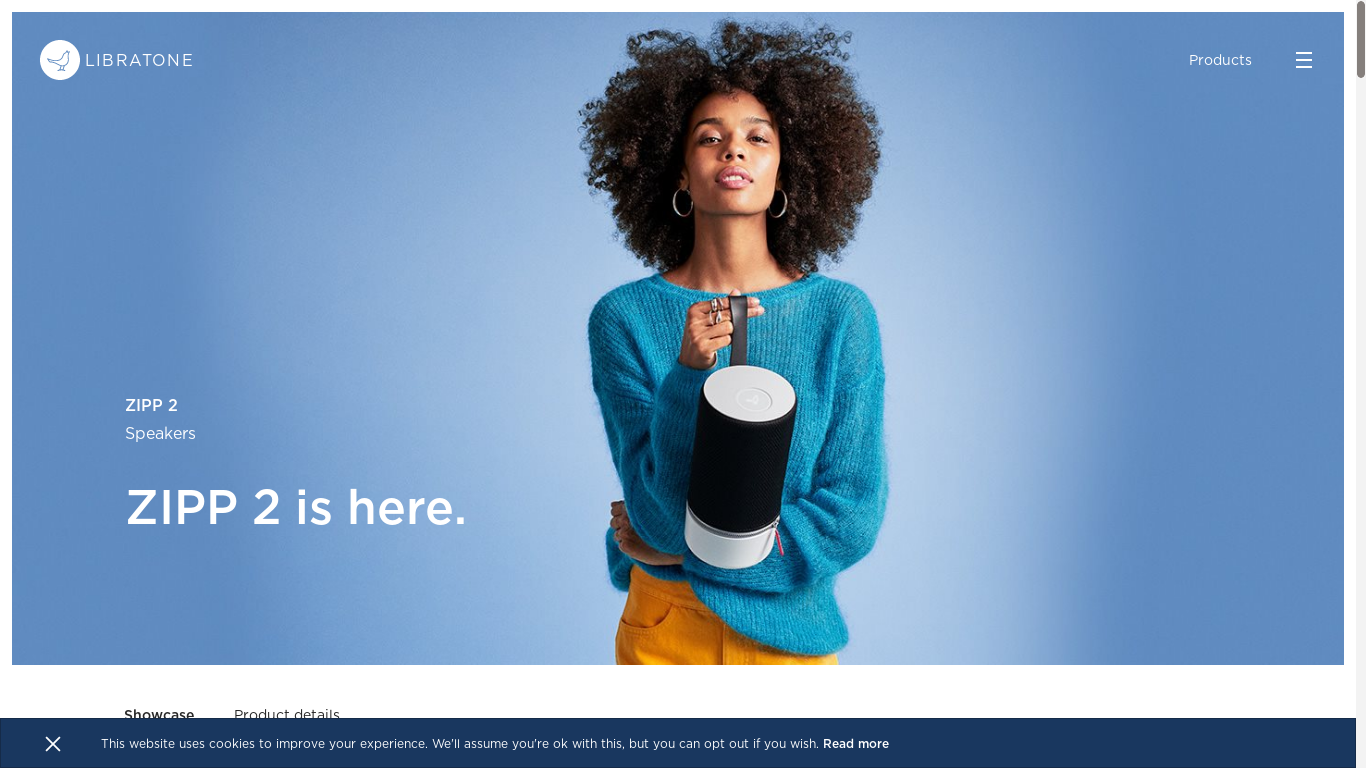 LIBRATONE
Products
ZIPP 2
Speakers
ZIPP 2 is here.
Showcase
Product details
This website uses cookies to improve your experience. We'll assume you're ok with this, but you can opt out if you wish. Read more